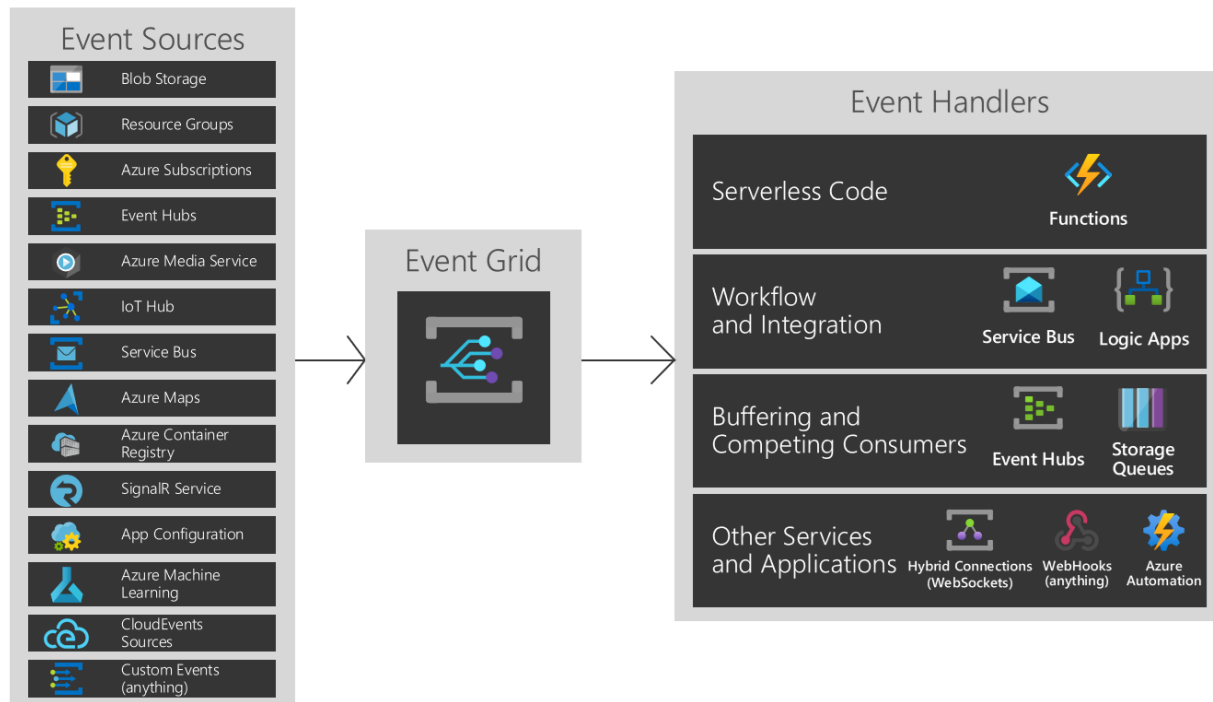 Event Sources
Blob Storage
Resource Groups
Azure Subscriptions
Event Hubs
Azure Media Service
IoT Hub
Service Bus
Azure Maps
Azure Container
Registry
SignalR Service
App Configuration
Azure Machine
Learning
CloudEvents
Sources
Custom Events
(anything)
Event Grid
Event Handlers
Serverless Code
Functions
Workflow
and Integration
Service Bus
Logic Apps
Buffering and
Competing Consumers
Event Hubs
Storage
Queues
Other Services
and Applications
Hybrid Connections
(WebSockets)
WebHooks
(anything)
Azure
Automation